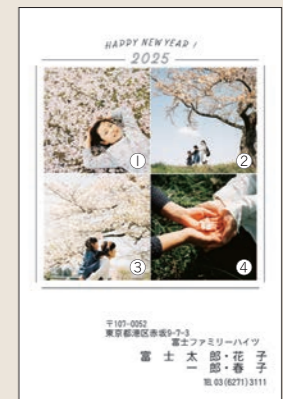 HAPPY NEW YEAR !
2025
①
②
③
④
〒107-0052
東京都港区赤坂9-7-3
富士ファミリーハイツ
富 士 太 郎・花 子
一 郎・春 子
TEL 03 (6271) 3111